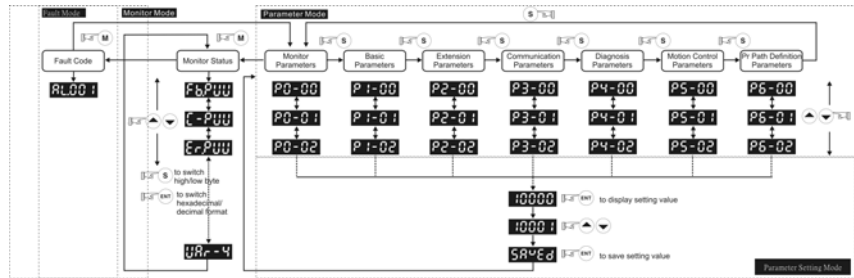 Fault Mode
Monitor Mode
Parameter Mode
S
M
M
S
S
S
S
S
S
Fault Code
Monitor Status
Monitor Parameters
Basic Parameters
Extension Parameters
Communication Parameters
Diagnosis Parameters
Motion Control Parameters
Pr Path Definition Parameters
AL001
Fb.PUU
P0-00
P1-00
P2-00
P3-00
P4-00
P5-00
P6-00
C-PUU
P0-01
P1-01
P2-01
P3-01
P4-01
P5-01
P6-01
ErPUU
P0-02
P1-02
P2-02
P3-02
P4-02
P5-02
P6-02
S to switch
high/low byte
ENT to switch
hexadecimal/
decimal format
10000 ENT to display setting value
10001
UAr-4
SAvEd ENT to save setting value
Parameter Setting Mode